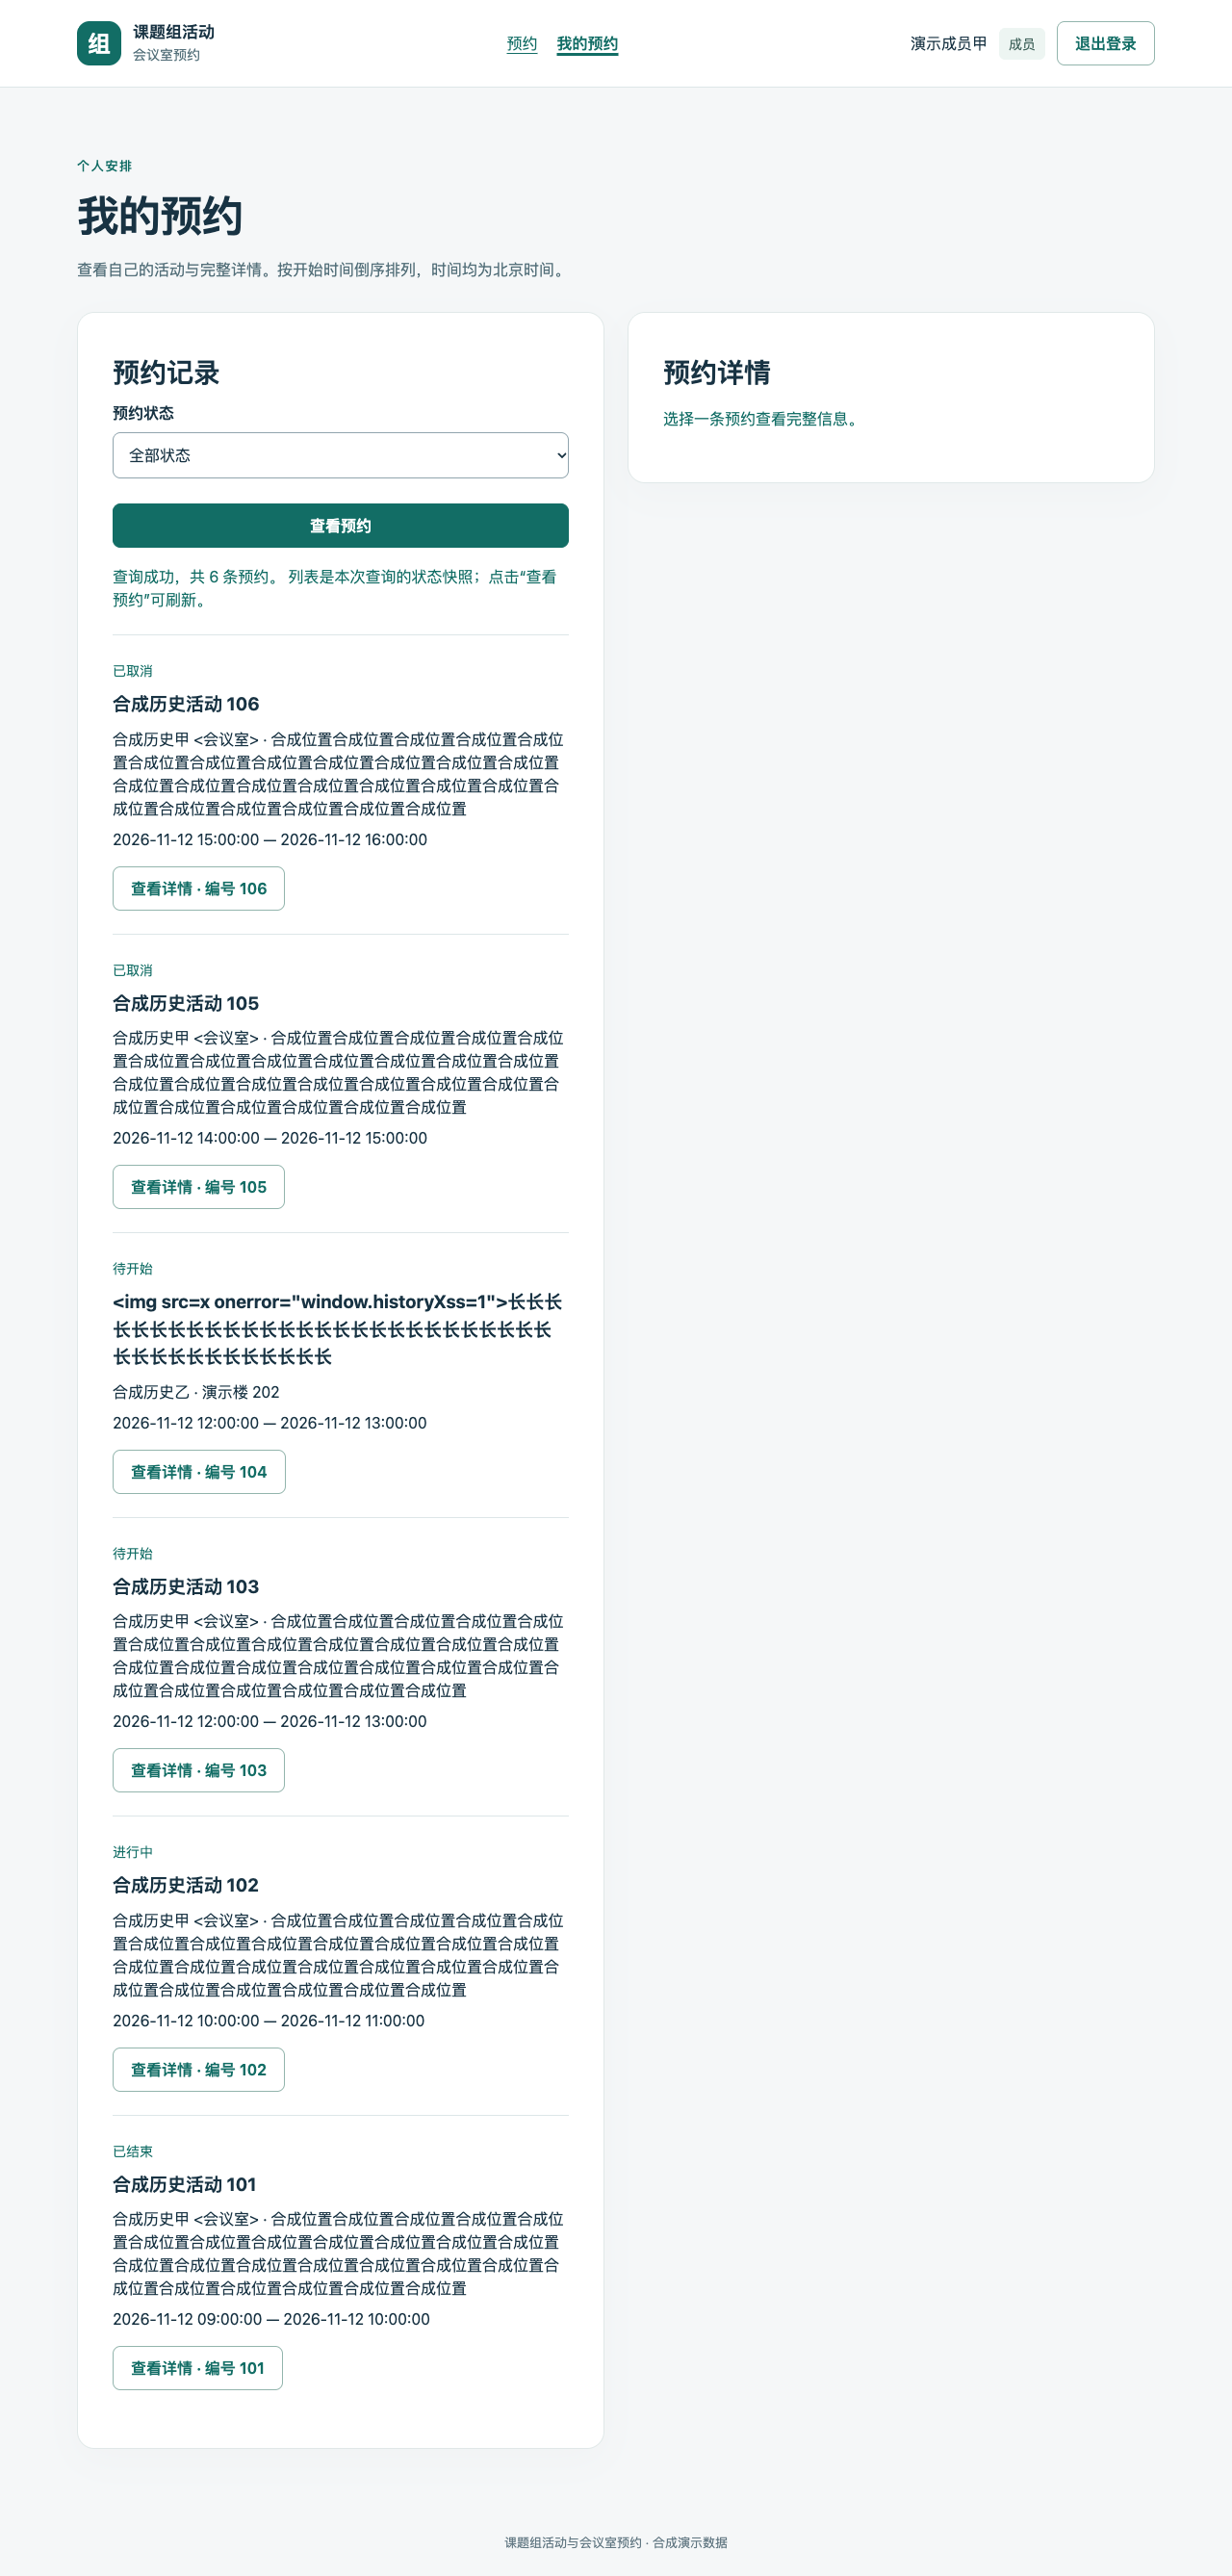 组
课题组活动
会议室预约
预约 我的预约
演示成员甲 成员 退出登录
个人安排
我的预约
查看自己的活动与完整详情。按开始时间倒序排列，时间均为北京时间。
预约记录
预约状态
全部状态
查看预约
查询成功，共 6 条预约。 列表是本次查询的状态快照；点击“查看
预约”可刷新。
已取消
合成历史活动 106
合成历史甲 <会议室> · 合成位置合成位置合成位置合成位置合成位
置合成位置合成位置合成位置合成位置合成位置合成位置合成位置
合成位置合成位置合成位置合成位置合成位置合成位置合成位置合
成位置合成位置合成位置合成位置合成位置合成位置
2026-11-12 15:00:00 — 2026-11-12 16:00:00
查看详情 · 编号 106
已取消
合成历史活动 105
合成历史甲 <会议室> · 合成位置合成位置合成位置合成位置合成位
置合成位置合成位置合成位置合成位置合成位置合成位置合成位置
合成位置合成位置合成位置合成位置合成位置合成位置合成位置合
成位置合成位置合成位置合成位置合成位置合成位置
2026-11-12 14:00:00 — 2026-11-12 15:00:00
查看详情 · 编号 105
待开始
<img src=x onerror="window.historyXss=1">长长长
长长长长长长长长长长长长长长长长长长长长长长长长
长长长长长长长长长长长长
合成历史乙 · 演示楼 202
2026-11-12 12:00:00 — 2026-11-12 13:00:00
查看详情 · 编号 104
待开始
合成历史活动 103
合成历史甲 <会议室> · 合成位置合成位置合成位置合成位置合成位
置合成位置合成位置合成位置合成位置合成位置合成位置合成位置
合成位置合成位置合成位置合成位置合成位置合成位置合成位置合
成位置合成位置合成位置合成位置合成位置合成位置
2026-11-12 12:00:00 — 2026-11-12 13:00:00
查看详情 · 编号 103
进行中
合成历史活动 102
合成历史甲 <会议室> · 合成位置合成位置合成位置合成位置合成位
置合成位置合成位置合成位置合成位置合成位置合成位置合成位置
合成位置合成位置合成位置合成位置合成位置合成位置合成位置合
成位置合成位置合成位置合成位置合成位置合成位置
2026-11-12 10:00:00 — 2026-11-12 11:00:00
查看详情 · 编号 102
已结束
合成历史活动 101
合成历史甲 <会议室> · 合成位置合成位置合成位置合成位置合成位
置合成位置合成位置合成位置合成位置合成位置合成位置合成位置
合成位置合成位置合成位置合成位置合成位置合成位置合成位置合
成位置合成位置合成位置合成位置合成位置合成位置
2026-11-12 09:00:00 — 2026-11-12 10:00:00
查看详情 · 编号 101
预约详情
选择一条预约查看完整信息。
课题组活动与会议室预约 · 合成演示数据